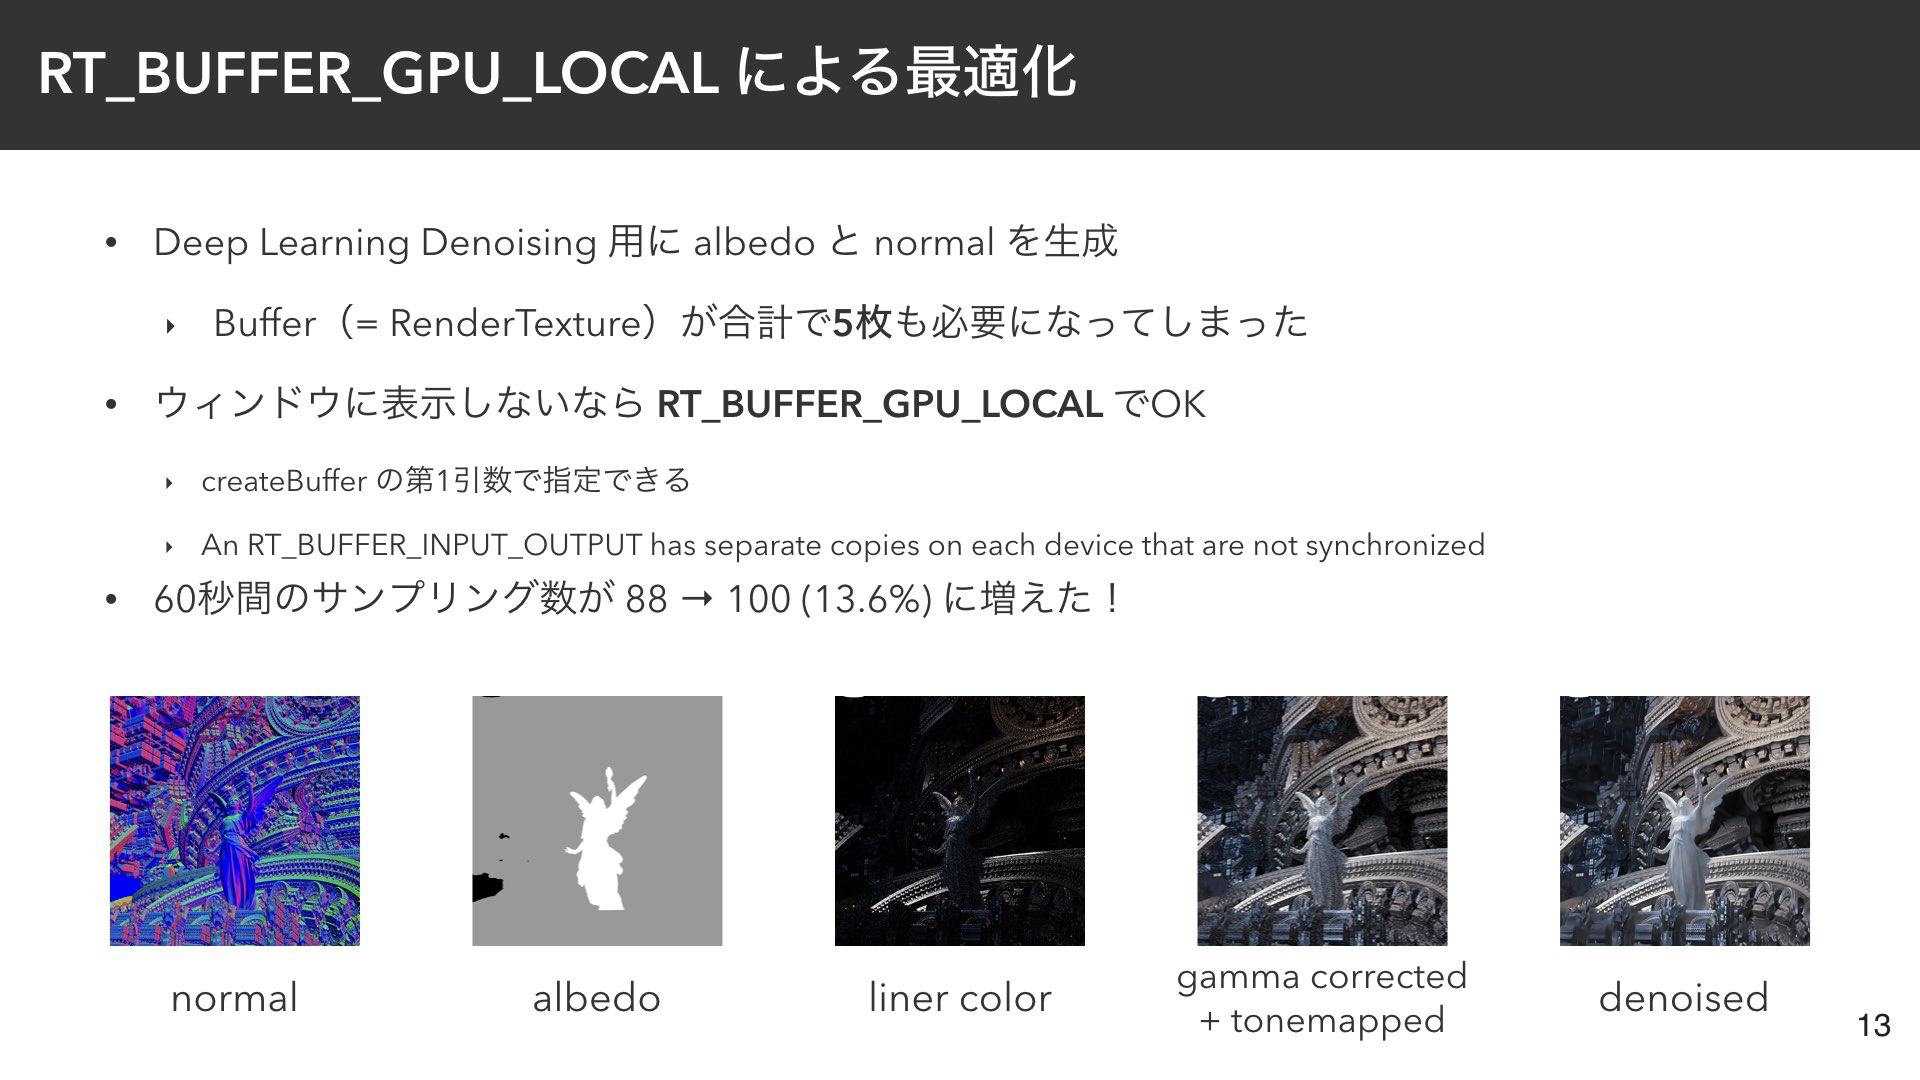 RT_BUFFER_GPU_LOCAL による最適化
• Deep Learning Denoising 用に albedo と normal を生成
‣ Buffer（= RenderTexture）が合計で5枚も必要になってしまった
• ウィンドウに表示しないなら RT_BUFFER_GPU_LOCAL でOK
‣ createBuffer の第1引数で指定できる
‣ An RT_BUFFER_INPUT_OUTPUT has separate copies on each device that are not synchronized
• 60秒間のサンプリング数が 88 → 100 (13.6%) に増えた！
normal
albedo
liner color
gamma corrected
+ tonemapped
denoised
13